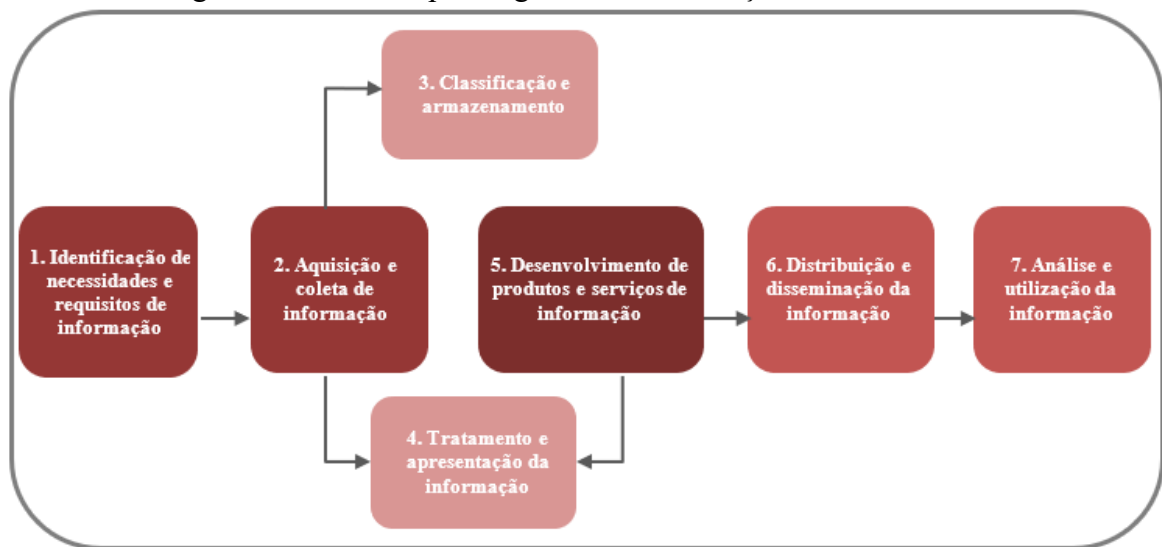 3. Classificação e
armazenamento
1. Identificação de
necessidades e
requisitos de
informação
2. Aquisição e
coleta de
informação
5. Desenvolvimento de
produtos e serviços de
informação
6. Distribuição e
disseminação da
informação
7. Análise e
utilização da
informação
4. Tratamento e
apresentação da
informação